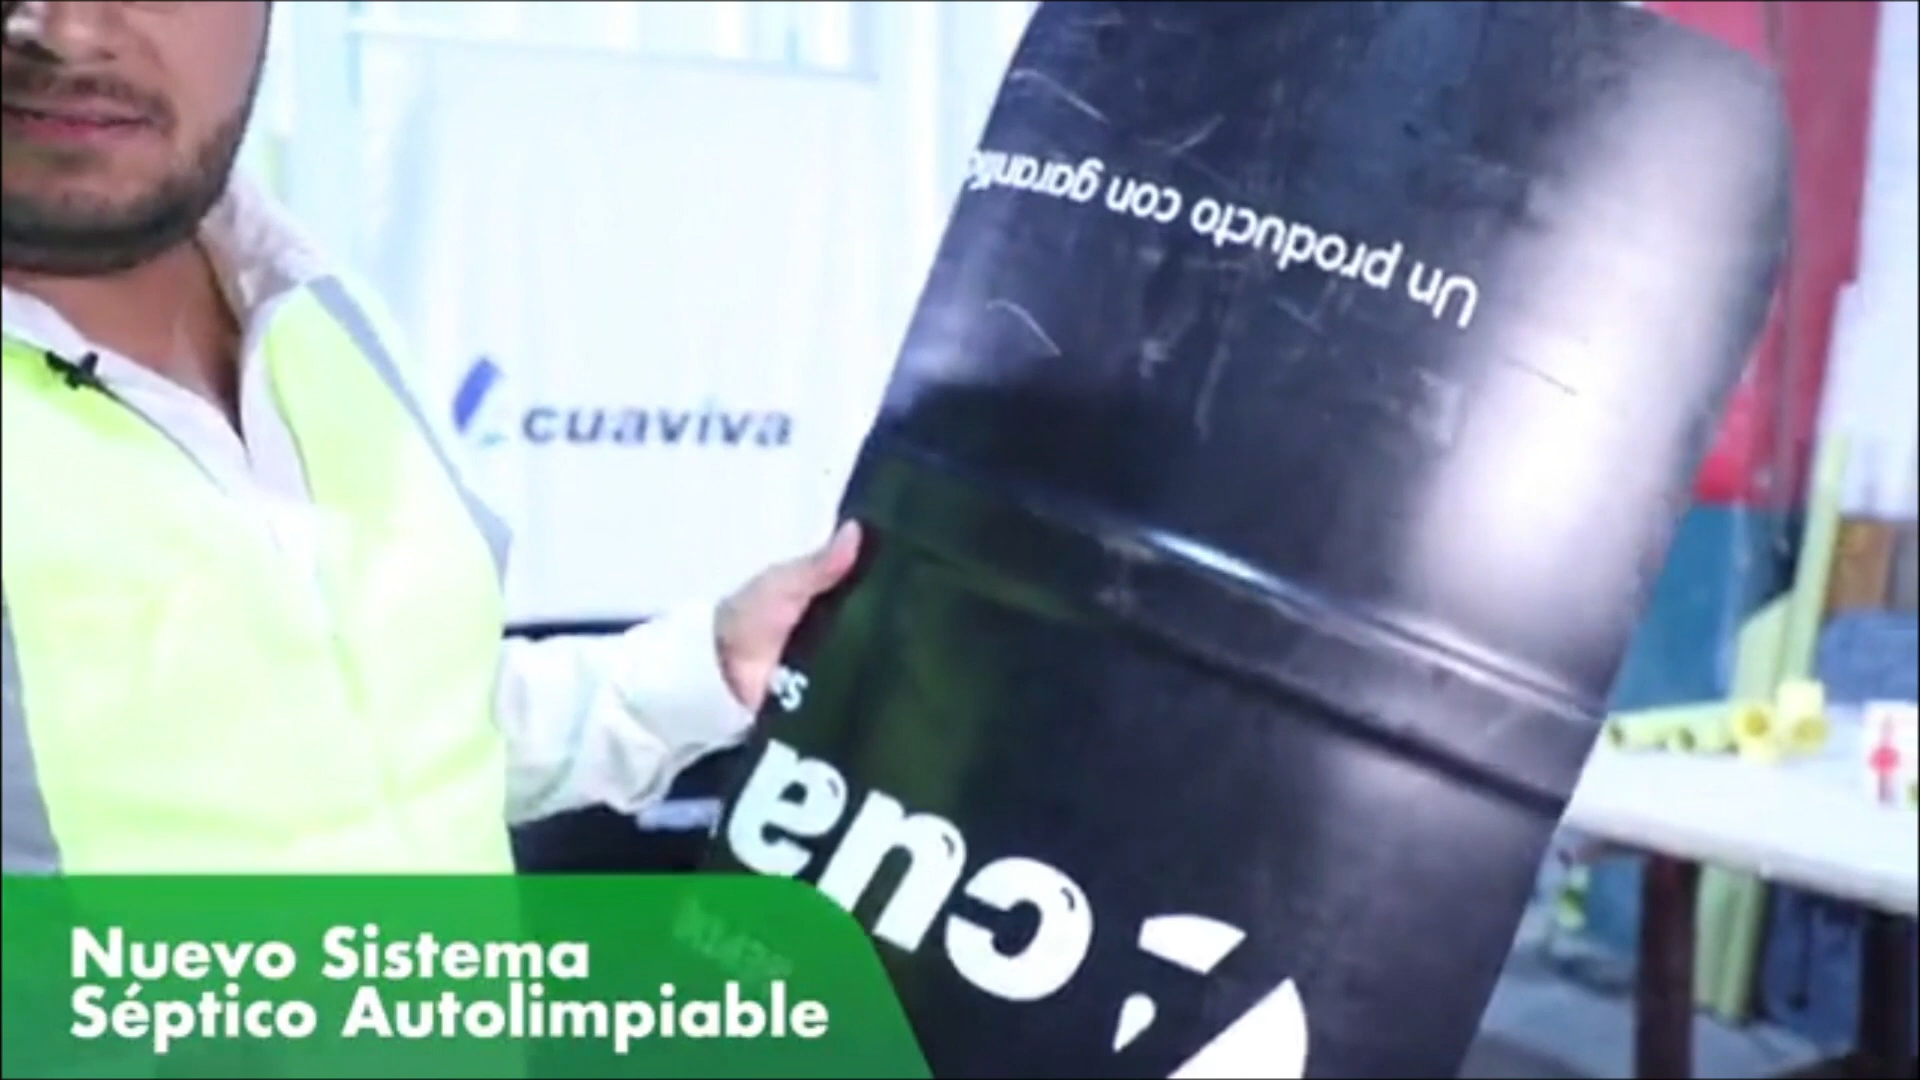 Un producto con garantía
cuaviva
cua
Nuevo Sistema
Séptico Autolimpiable